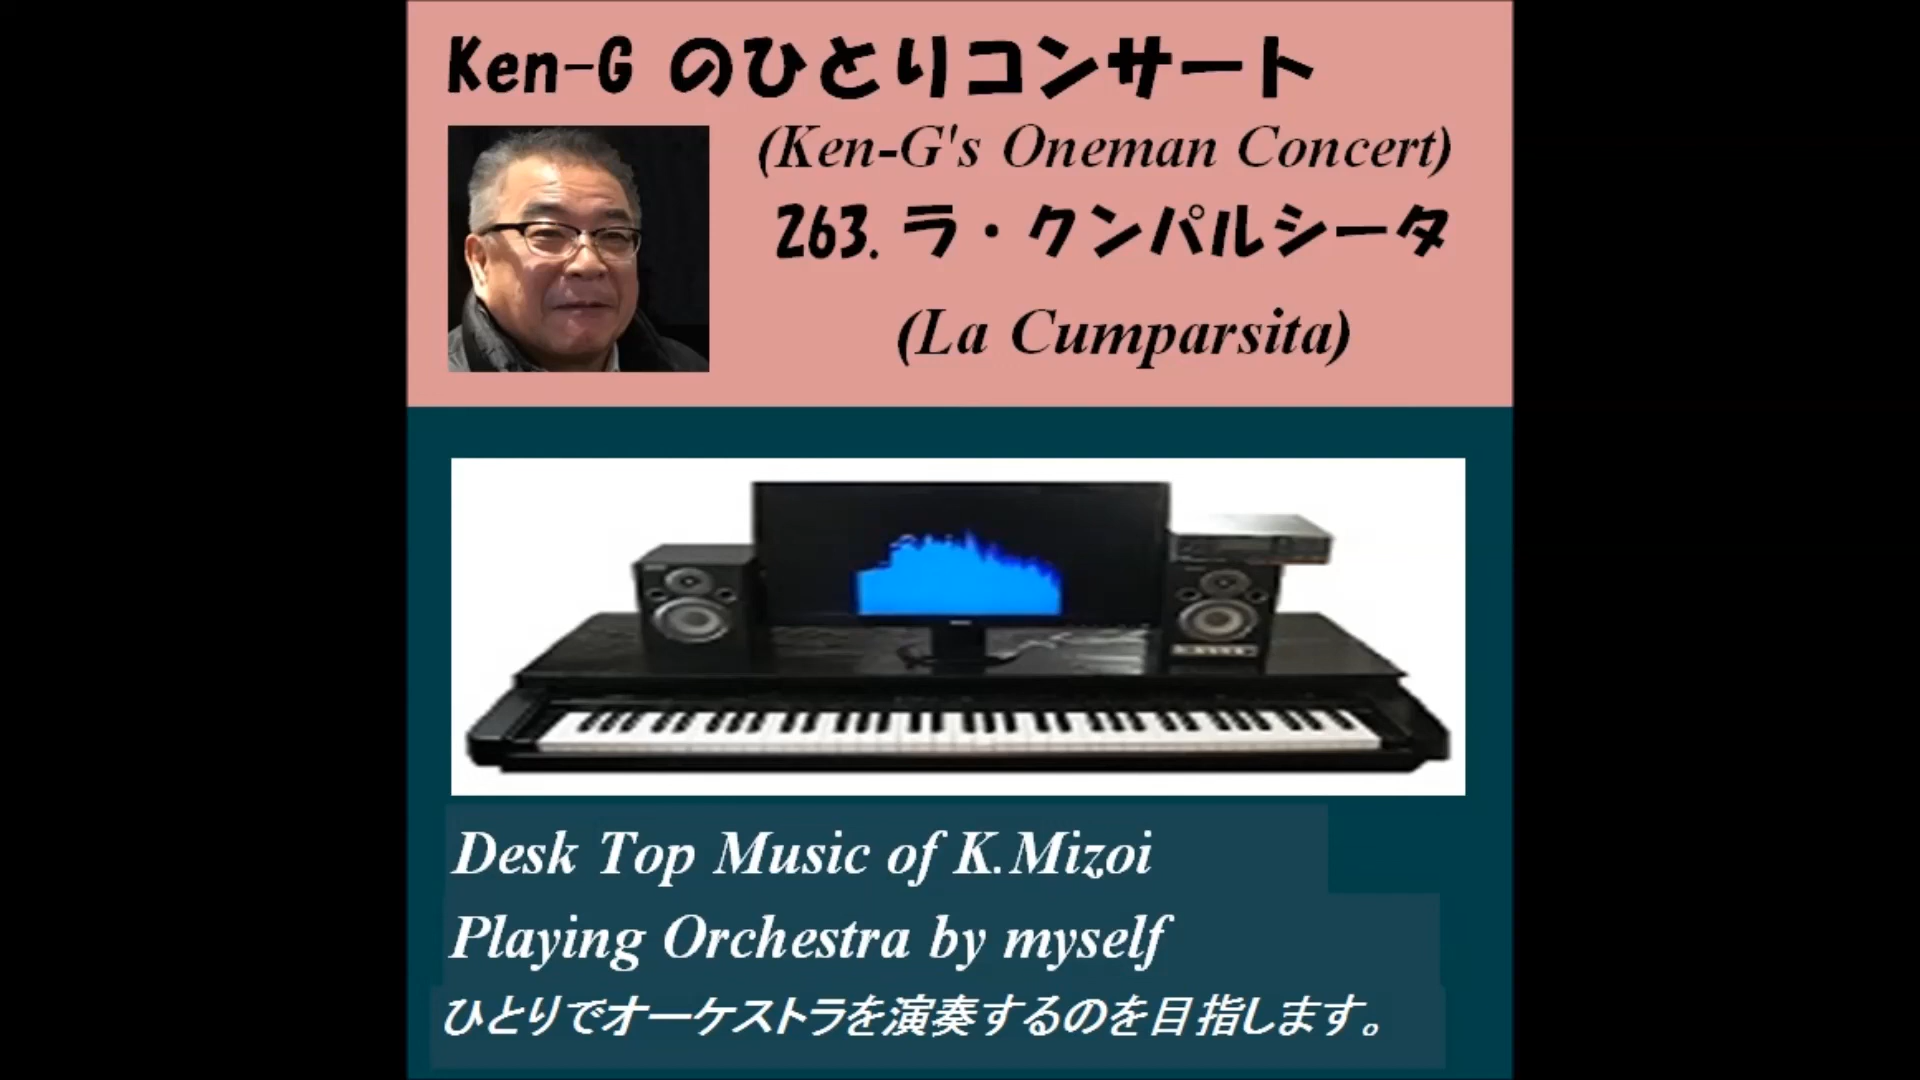 Ken-G のひとりコンサート
(Ken-G's Oneman Concert)
263. ラ・クンパルシータ
(La Cumparsita)
Desk Top Music of K.Mizoi
Playing Orchestra by myself
ひとりでオーケストラを演奏するのを目指します。